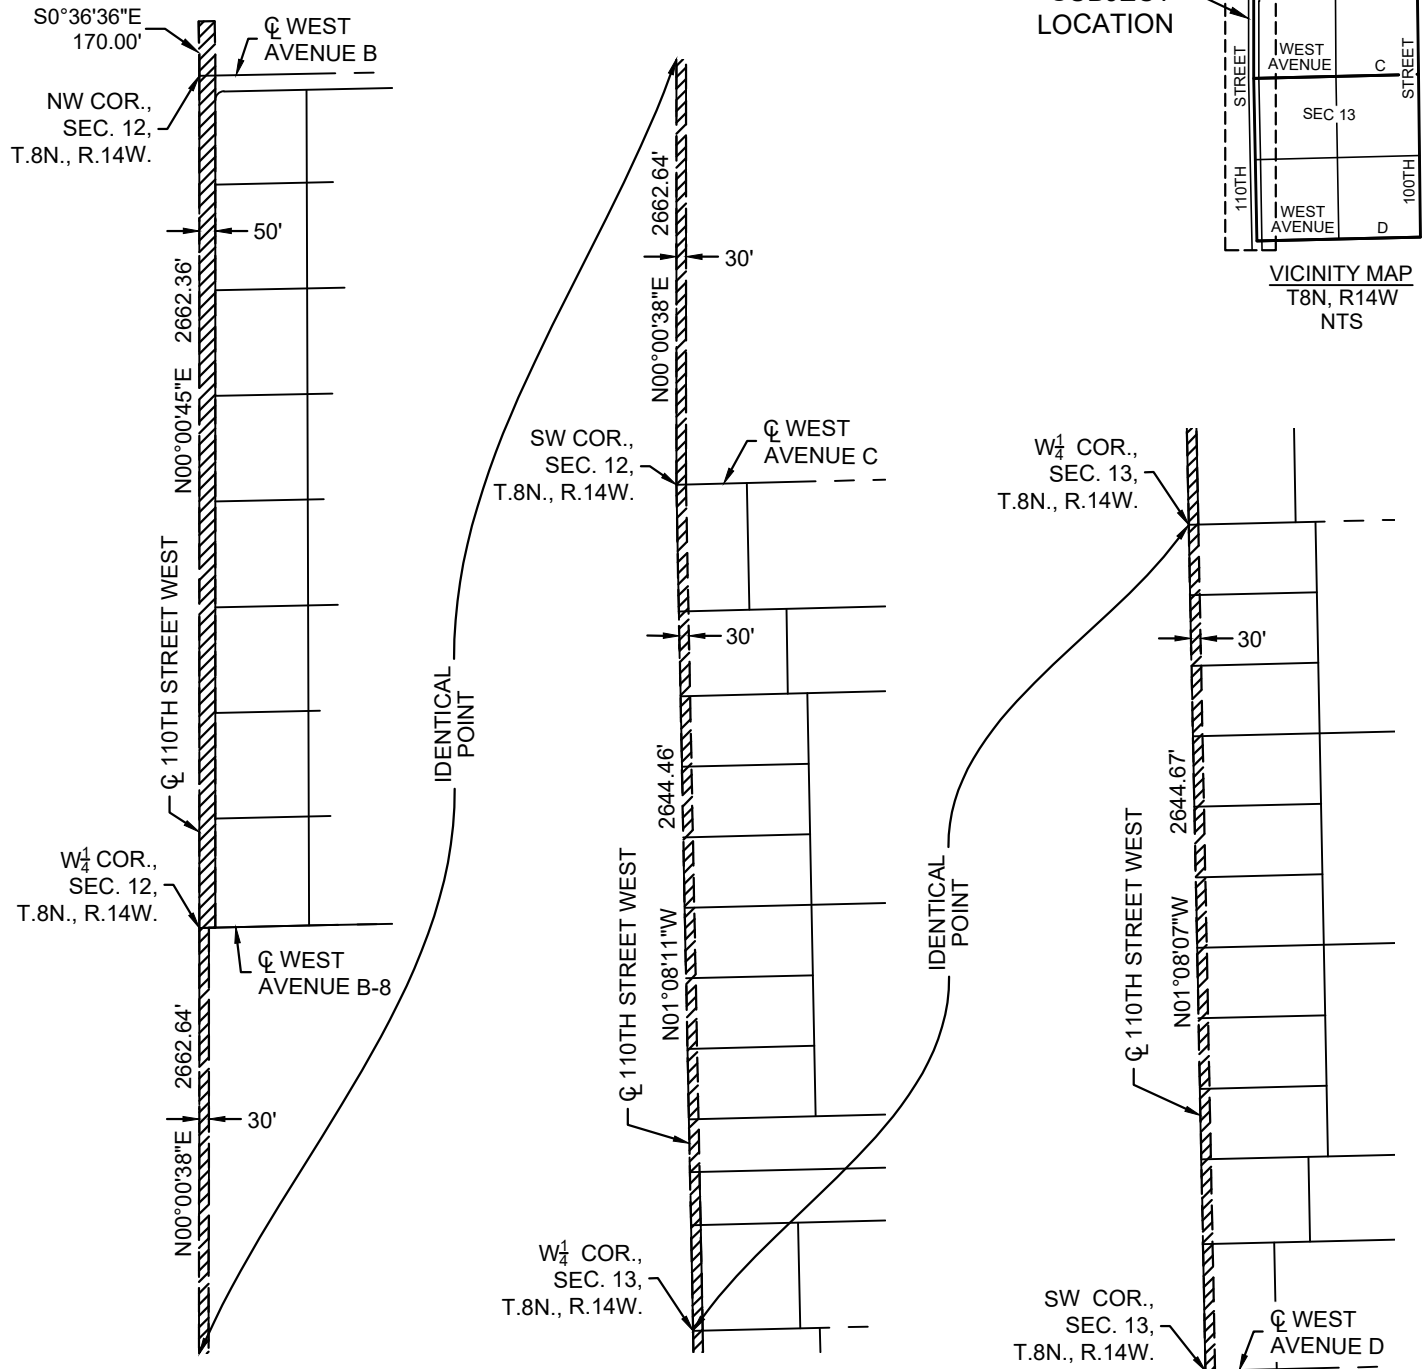 S0°36'36"E
170.00'
℄ WEST
AVENUE B
NW COR.,
SEC. 12,
T.8N., R.14W.
50'
2662.36'
N00°00'45"E
℄ 110TH STREET WEST
W1/4 COR.,
SEC. 12,
T.8N., R.14W.
℄ WEST
AVENUE B-8
2662.64'
30'
N00°00'38"E
IDENTICAL
POINT
2662.64'
30'
N00°00'38"E
SW COR.,
SEC. 12,
T.8N., R.14W.
℄ WEST
AVENUE C
30'
2644.46'
℄ 110TH STREET WEST
N01°08'11"W
W1/4 COR.,
SEC. 13,
T.8N., R.14W.
IDENTICAL
POINT
LOCATION
STREET
WEST
AVENUE
C
STREET
SEC 13
110TH
100TH
WEST
AVENUE
D
VICINITY MAP
T8N, R14W
NTS
W1/4 COR.,
SEC. 13,
T.8N., R.14W.
30'
2644.67'
℄ 110TH STREET WEST
N01°08'07"W
SW COR.,
SEC. 13,
T.8N., R.14W.
℄ WEST
AVENUE D